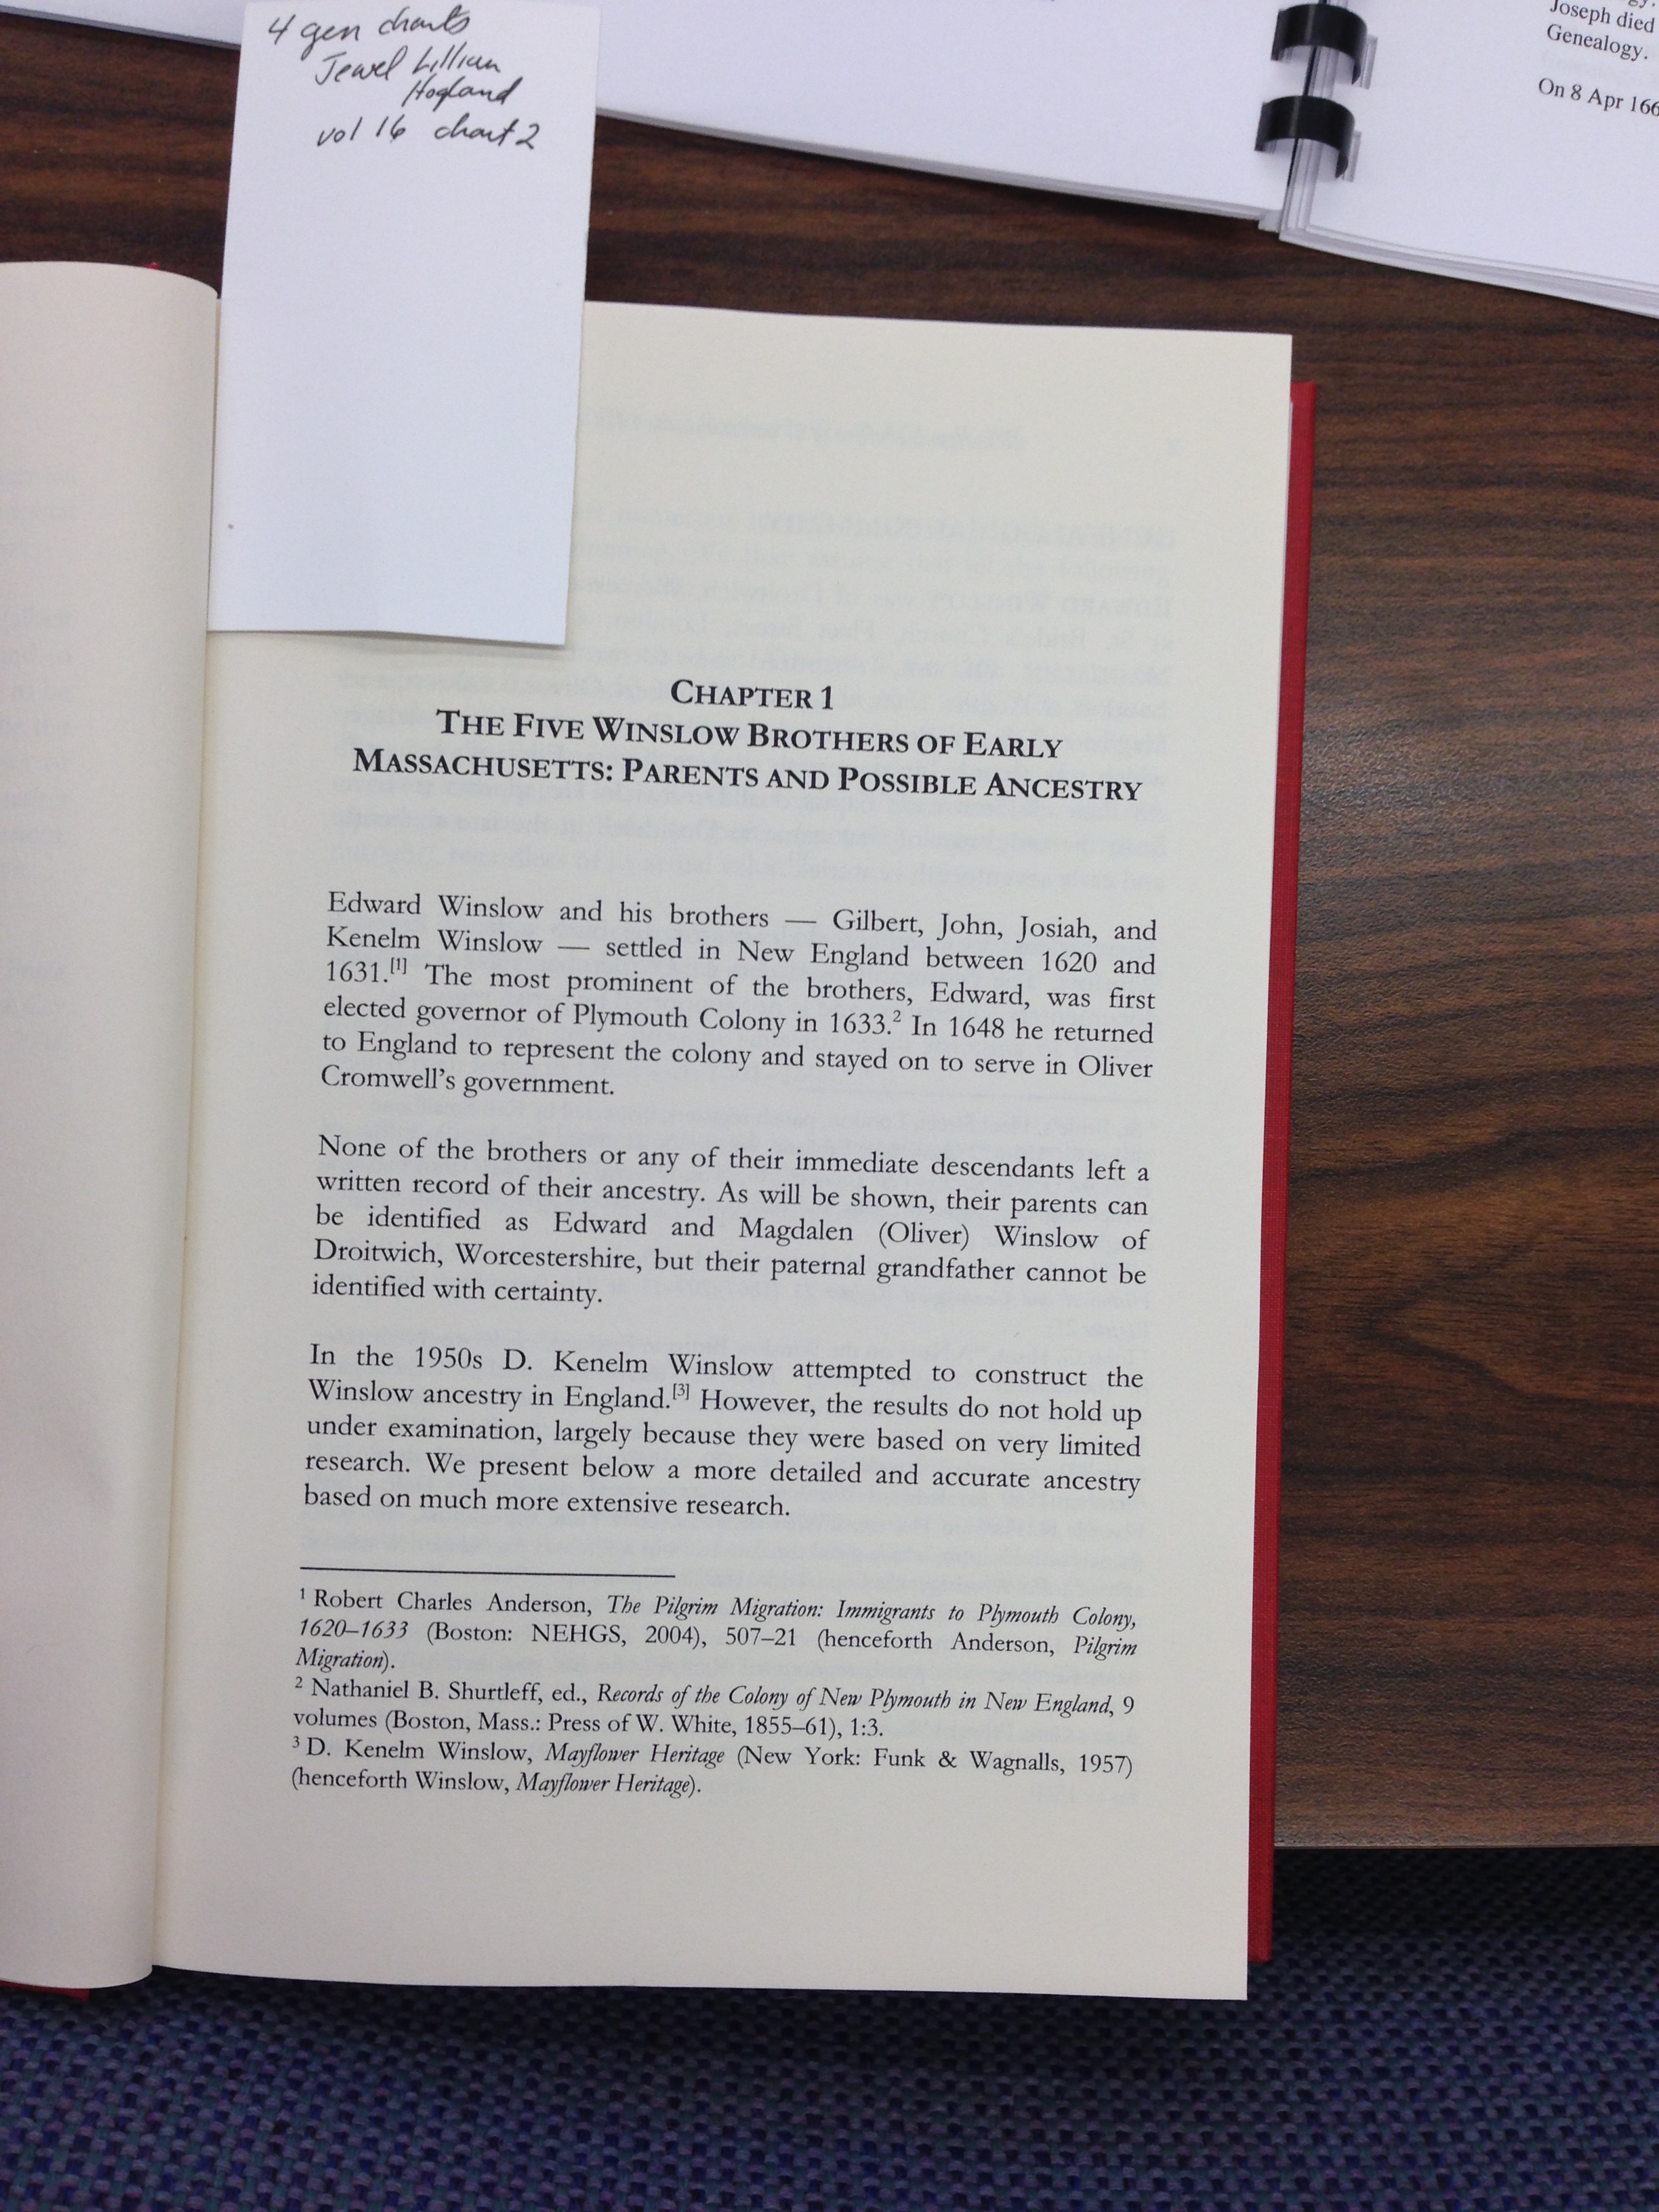 4 gen charts
Jewel Lillian
Hogland
vol 16 chart 2
Joseph died
Genealogy.
On 8 Apr 166
CHAPTER 1
THE FIVE WINSLOW BROTHERS OF EARLY
MASSACHUSETTS: PARENTS AND POSSIBLE ANCESTRY
Edward Winslow and his brothers — Gilbert, John, Josiah, and
Kenelm Winslow — settled in New England between 1620 and
1631.[1] The most prominent of the brothers, Edward, was first
elected governor of Plymouth Colony in 1633.2 In 1648 he returned
to England to represent the colony and stayed on to serve in Oliver
Cromwell's government.
None of the brothers or any of their immediate descendants left a
written record of their ancestry. As will be shown, their parents can
be identified as Edward and Magdalen (Oliver) Winslow of
Droitwich, Worcestershire, but their paternal grandfather cannot be
identified with certainty.
In the 1950s D. Kenelm Winslow attempted to construct the
Winslow ancestry in England.[3] However, the results do not hold up
under examination, largely because they were based on very limited
research. We present below a more detailed and accurate ancestry
based on much more extensive research.
1 Robert Charles Anderson, The Pilgrim Migration: Immigrants to Plymouth Colony,
1620–1633 (Boston: NEHGS, 2004), 507–21 (henceforth Anderson, Pilgrim
Migration).
2 Nathaniel B. Shurtleff, ed., Records of the Colony of New Plymouth in New England, 9
volumes (Boston, Mass.: Press of W. White, 1855–61), 1:3.
3 D. Kenelm Winslow, Mayflower Heritage (New York: Funk & Wagnalls, 1957)
(henceforth Winslow, Mayflower Heritage).